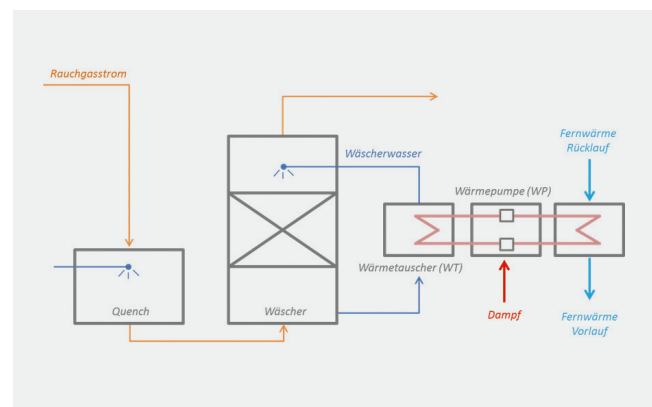 Rauchgasstrom
Wäscherwasser
Fernwärme
Rücklauf
Wärmepumpe (WP)
Wärmetauscher (WT)
Quench
Wäscher
Dampf
Fernwärme
Vorlauf